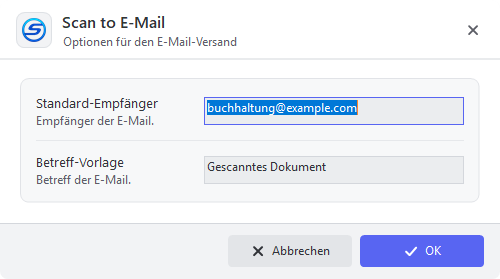 Scan to E-Mail
Optionen für den E-Mail-Versand
Standard-Empfänger
buchhaltung@example.com
Empfänger der E-Mail.
Betreff-Vorlage
Gescanntes Dokument
Betreff der E-Mail.
Abbrechen
OK